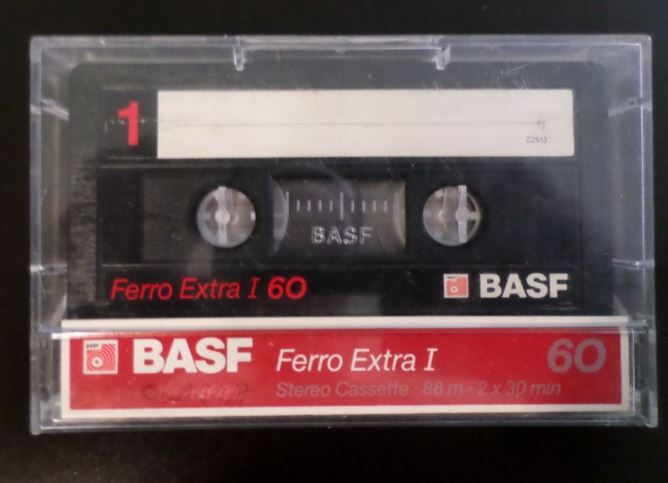 1
22513
BASF
Ferro Extra I 60
BASF
BASF Ferro Extra I 60
Stereo Cassette · 88 m · 2 x 30 min